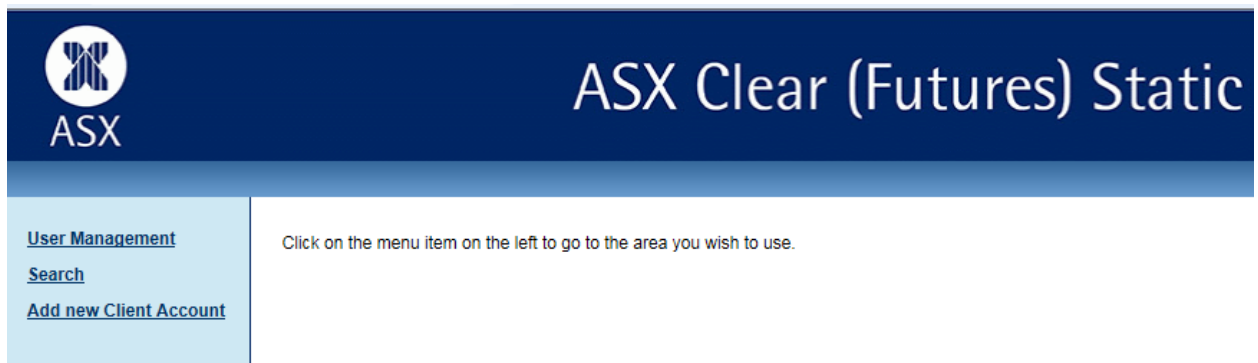 ASX
ASX Clear (Futures) Static
User Management
Search
Add new Client Account
Click on the menu item on the left to go to the area you wish to use.